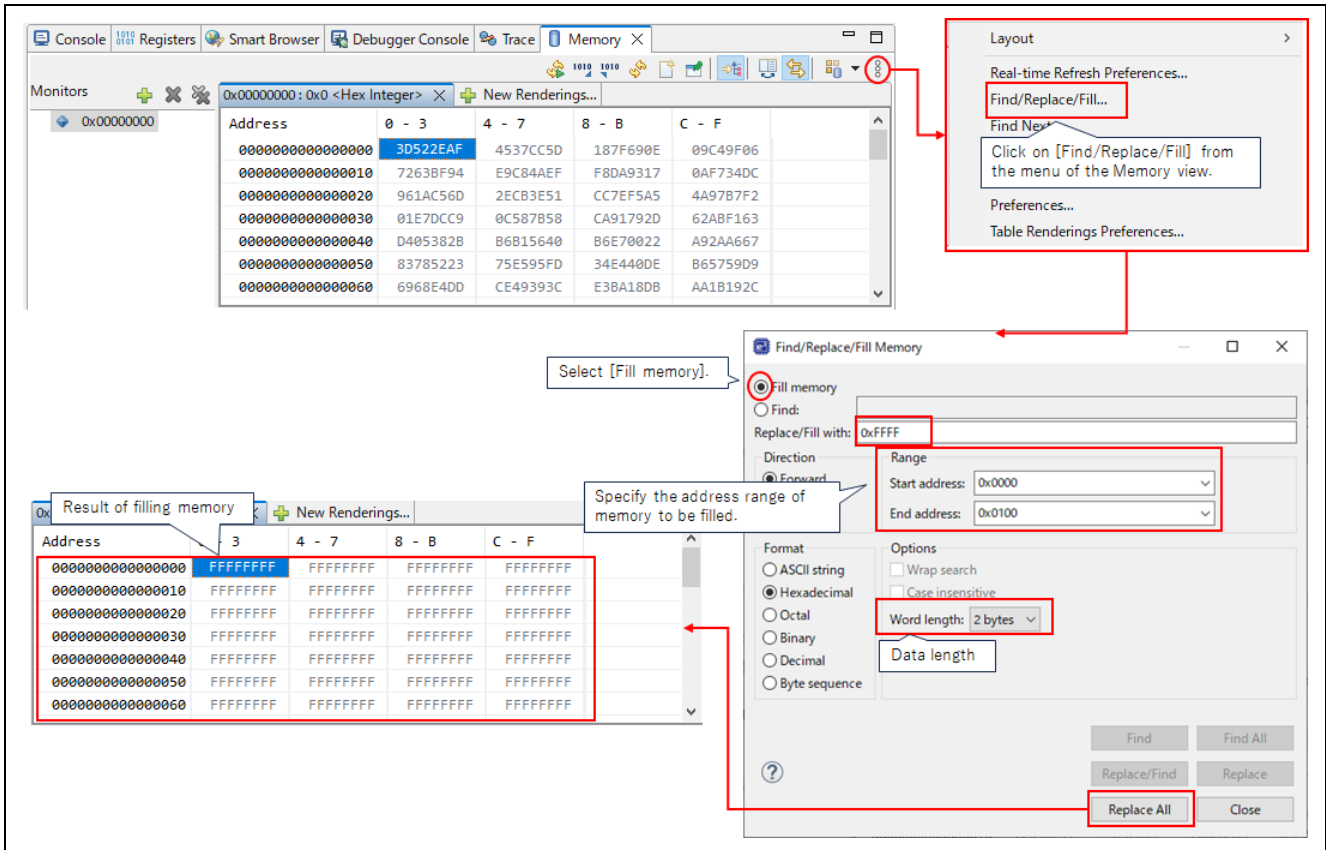 Console Registers Smart Browser Debugger Console Trace Memory
Monitors
0x00000000
0x00000000 : 0x0 <Hex Integer> New Renderings...
Address 0 - 3 4 - 7 8 - B C - F
0000000000000000 3D522EAF 4537CC5D 187F690E 09C49F06
0000000000000010 7263BF94 E9C84AEF F8DA9317 0AF734DC
0000000000000020 961AC56D 2ECB3E51 CC7EF5A5 4A97B7F2
0000000000000030 01E7DCC9 0C587B58 CA91792D 62ABF163
0000000000000040 D405382B B6B15640 B6E70022 A92AA667
0000000000000050 83785223 75E595FD 34E440DE B65759D9
0000000000000060 6968E4DD CE49393C E3BA18DB AA1B192C
Layout
Real-time Refresh Preferences...
Find/Replace/Fill...
Find Next
Click on [Find/Replace/Fill] from
the menu of the Memory view.
Preferences...
Table Renderings Preferences...
Select [Fill memory].
Find/Replace/Fill Memory
Fill memory
Find:
Replace/Fill with: 0xFFFF
Direction
Forward
Range
Start address: 0x0000
End address: 0x0100
Specify the address range of
memory to be filled.
Format
ASCII string
Hexadecimal
Octal
Binary
Decimal
Byte sequence
Options
Wrap search
Case insensitive
Word length: 2 bytes
Data length
Find Find All
Replace/Find Replace
Replace All Close
Result of filling memory
0x New Renderings...
Address - 3 4 - 7 8 - B C - F
0000000000000000 FFFFFFFF FFFFFFFF FFFFFFFF FFFFFFFF
0000000000000010 FFFFFFFF FFFFFFFF FFFFFFFF FFFFFFFF
0000000000000020 FFFFFFFF FFFFFFFF FFFFFFFF FFFFFFFF
0000000000000030 FFFFFFFF FFFFFFFF FFFFFFFF FFFFFFFF
0000000000000040 FFFFFFFF FFFFFFFF FFFFFFFF FFFFFFFF
0000000000000050 FFFFFFFF FFFFFFFF FFFFFFFF FFFFFFFF
0000000000000060 FFFFFFFF FFFFFFFF FFFFFFFF FFFFFFFF